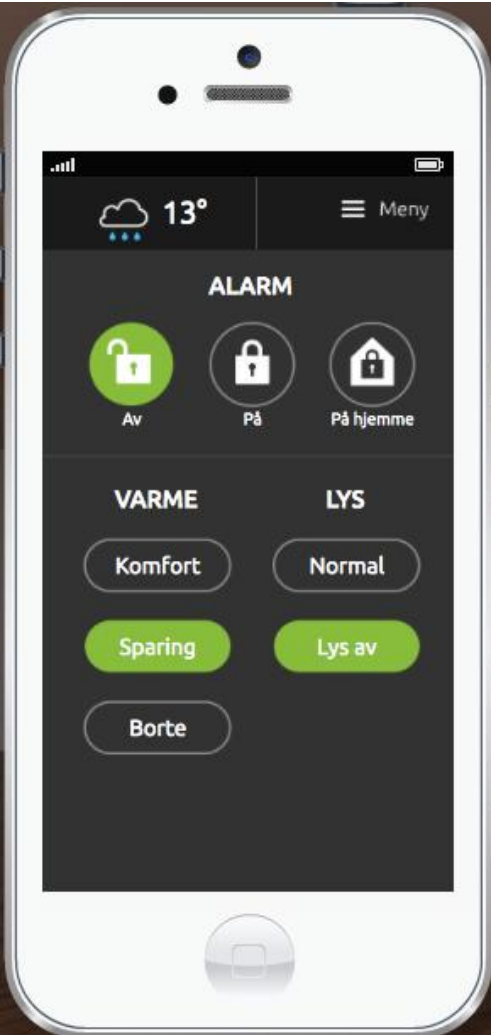 13°
Meny
ALARM
Av
På
På hjemme
VARME
LYS
Komfort
Normal
Sparing
Lys av
Borte